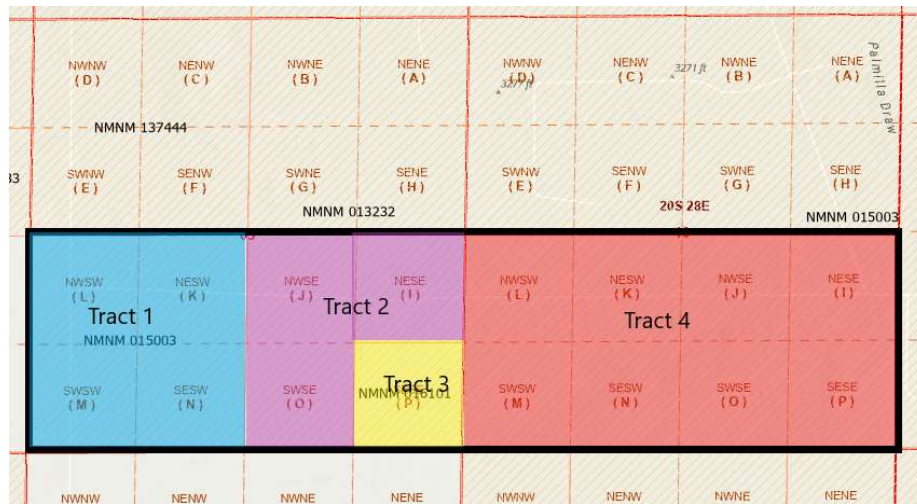 NWNW NENW NWNE NENE NWNW NENW NWNE NENE
(D) (C) (B) (A) (D) (C) (B) (A)
3277 ft 3271 ft
Palmilla Draw
NMNM 137444
33
SWNW SENW SWNE SENE SWNW SENW SWNE SENE
(E) (F) (G) (H) (E) (F) (G) (H)
NMNM 013232 20S 28E NMNM 015003
NWSW NESW NWSE NESE NWSW NESW NWSE NESE
(L) (K) (J) (I) (L) (K) (J) (I)
Tract 1 Tract 2 Tract 4
NMNM 015003
SWSW SESW SWSE Tract 3 SWSW SESW SWSE SESE
(M) (N) (O) (P) (M) (N) (O) (P)
NWNW NENW NWNE NENE NWNW NENW NWNE NENE